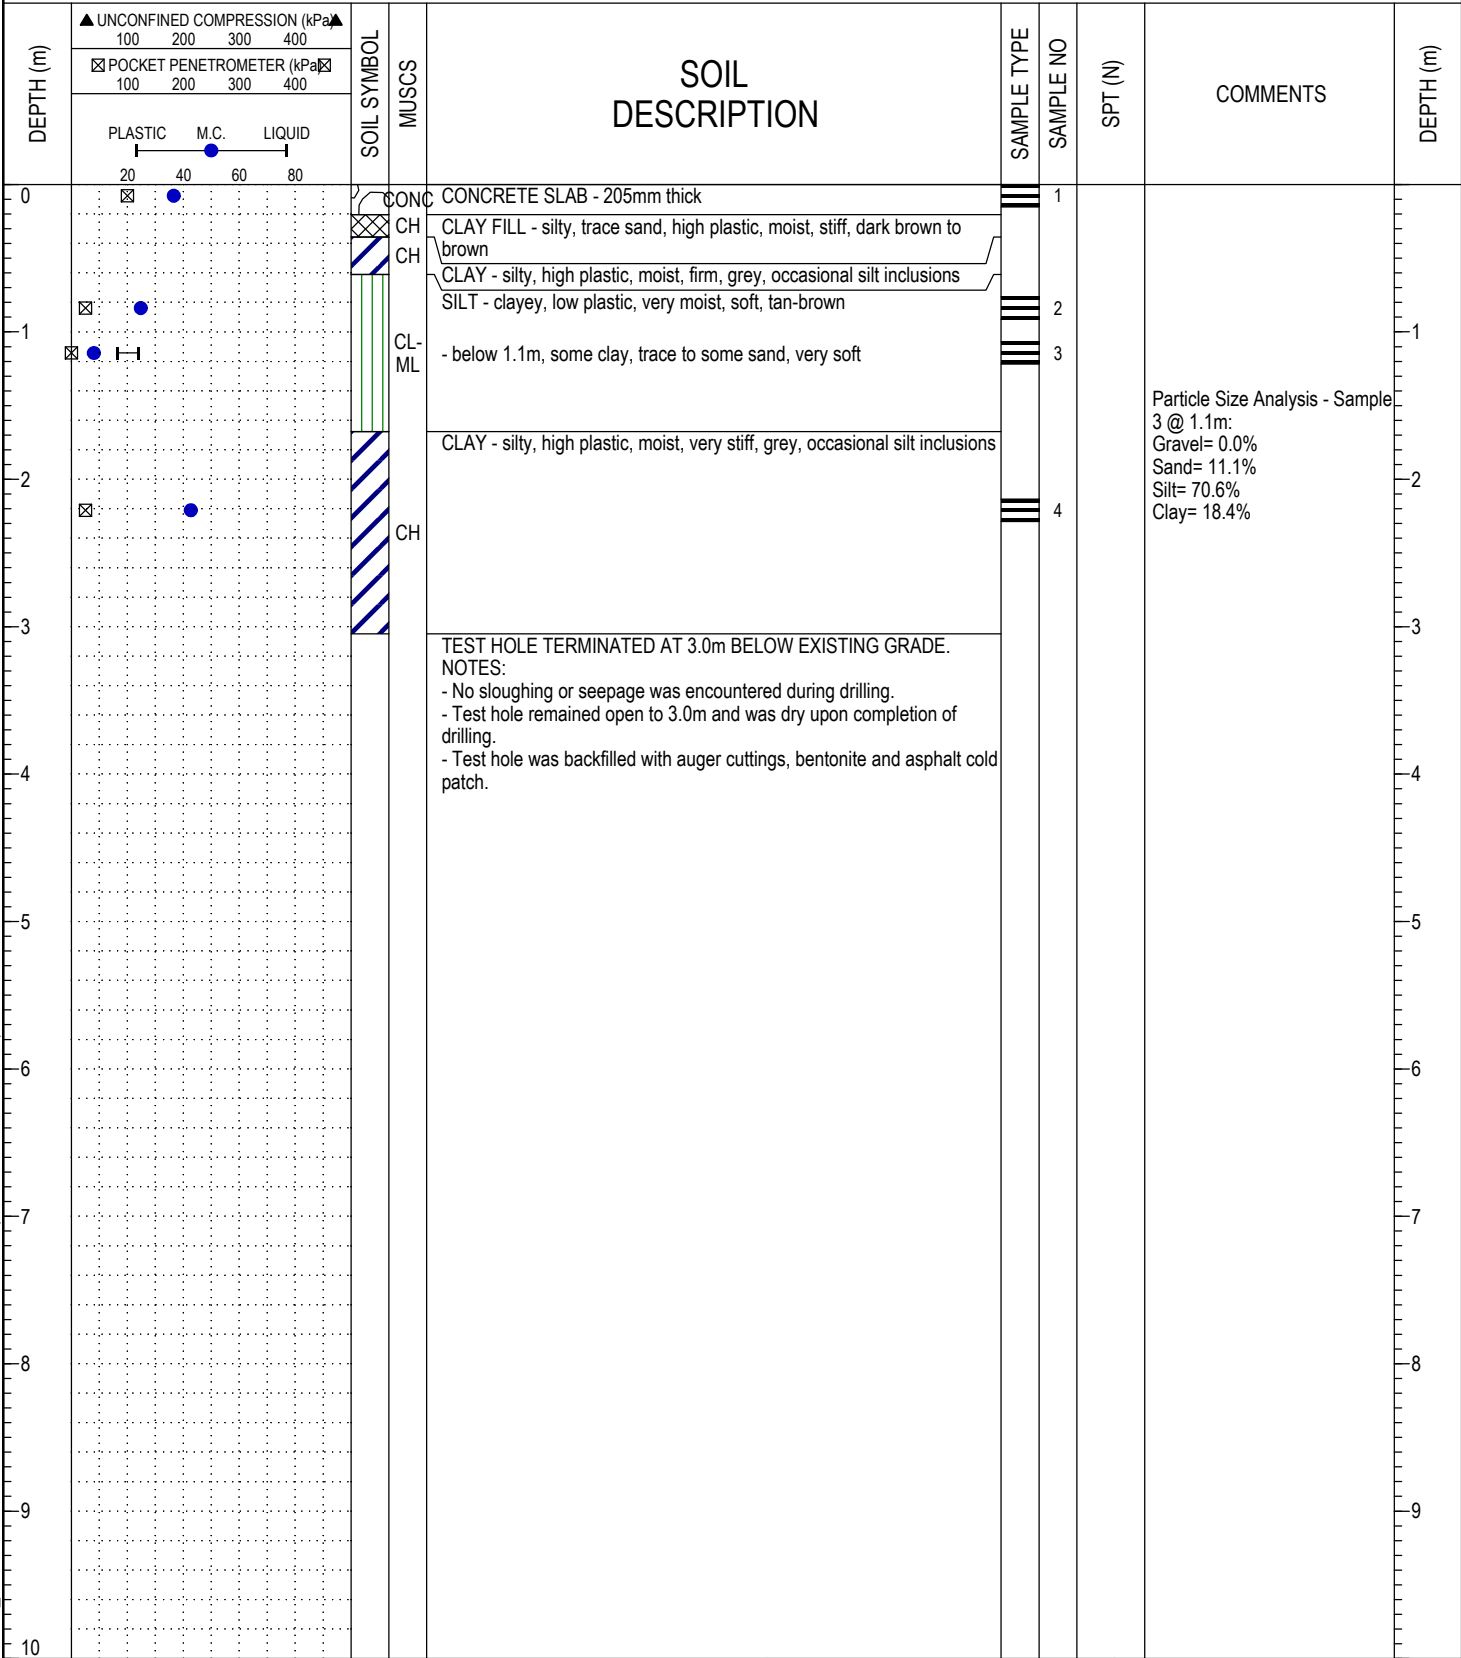 DEPTH (m)
UNCONFINED COMPRESSION (kPa)
100 200 300 400
POCKET PENETROMETER (kPa)
100 200 300 400
PLASTIC M.C. LIQUID
20 40 60 80
SOIL SYMBOL
MUSCS
SOIL
DESCRIPTION
SAMPLE TYPE
SAMPLE NO
SPT (N)
COMMENTS
DEPTH (m)
0
CONC CONCRETE SLAB - 205mm thick
1
CH CLAY FILL - silty, trace sand, high plastic, moist, stiff, dark brown to
brown
CH
CLAY - silty, high plastic, moist, firm, grey, occasional silt inclusions
SILT - clayey, low plastic, very moist, soft, tan-brown
2
1
1
CL-
ML
- below 1.1m, some clay, trace to some sand, very soft
3
Particle Size Analysis - Sample
3 @ 1.1m:
Gravel= 0.0%
Sand= 11.1%
Silt= 70.6%
Clay= 18.4%
CLAY - silty, high plastic, moist, very stiff, grey, occasional silt inclusions
2
2
4
CH
3
3
TEST HOLE TERMINATED AT 3.0m BELOW EXISTING GRADE.
NOTES:
- No sloughing or seepage was encountered during drilling.
- Test hole remained open to 3.0m and was dry upon completion of
drilling.
- Test hole was backfilled with auger cuttings, bentonite and asphalt cold
patch.
4
4
5
5
6
6
7
7
8
8
9
9
10